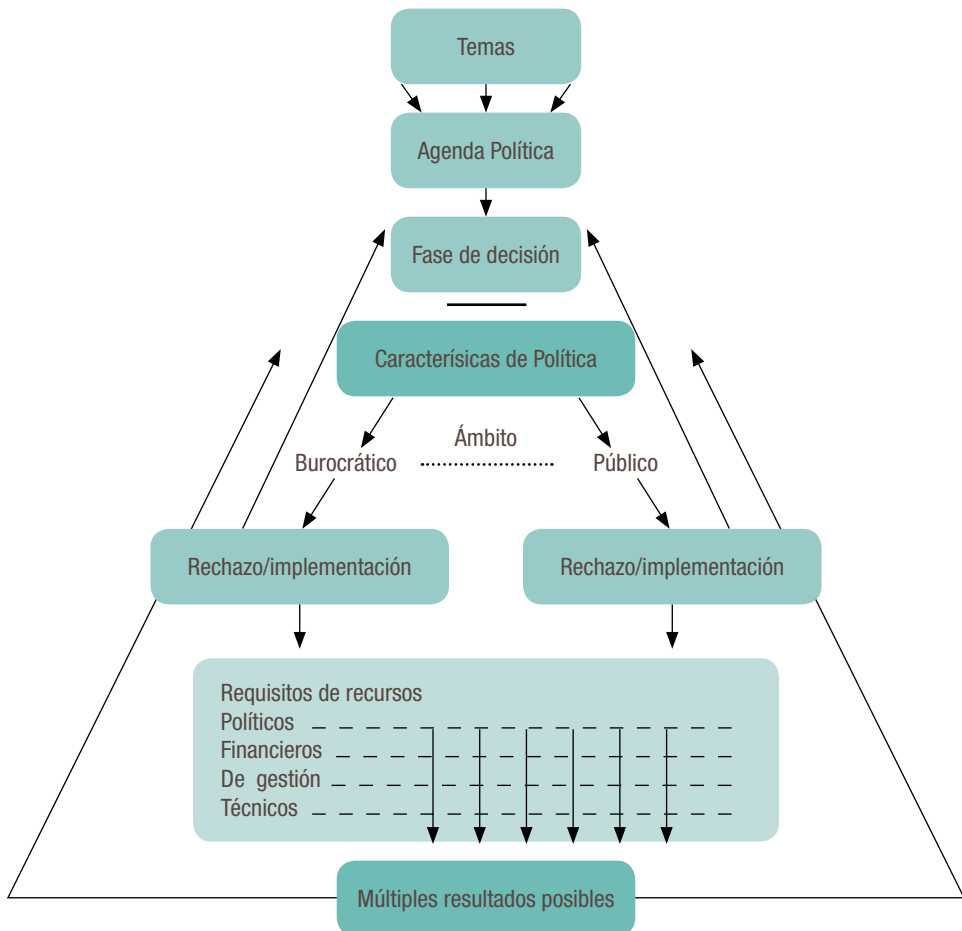 Temas
Agenda Política
Fase de decisión
Caracterísicas de Política
Ámbito
Burocrático
Público
Rechazo/implementación
Rechazo/implementación
Requisitos de recursos
Políticos
Financieros
De gestión
Técnicos
Múltiples resultados posibles